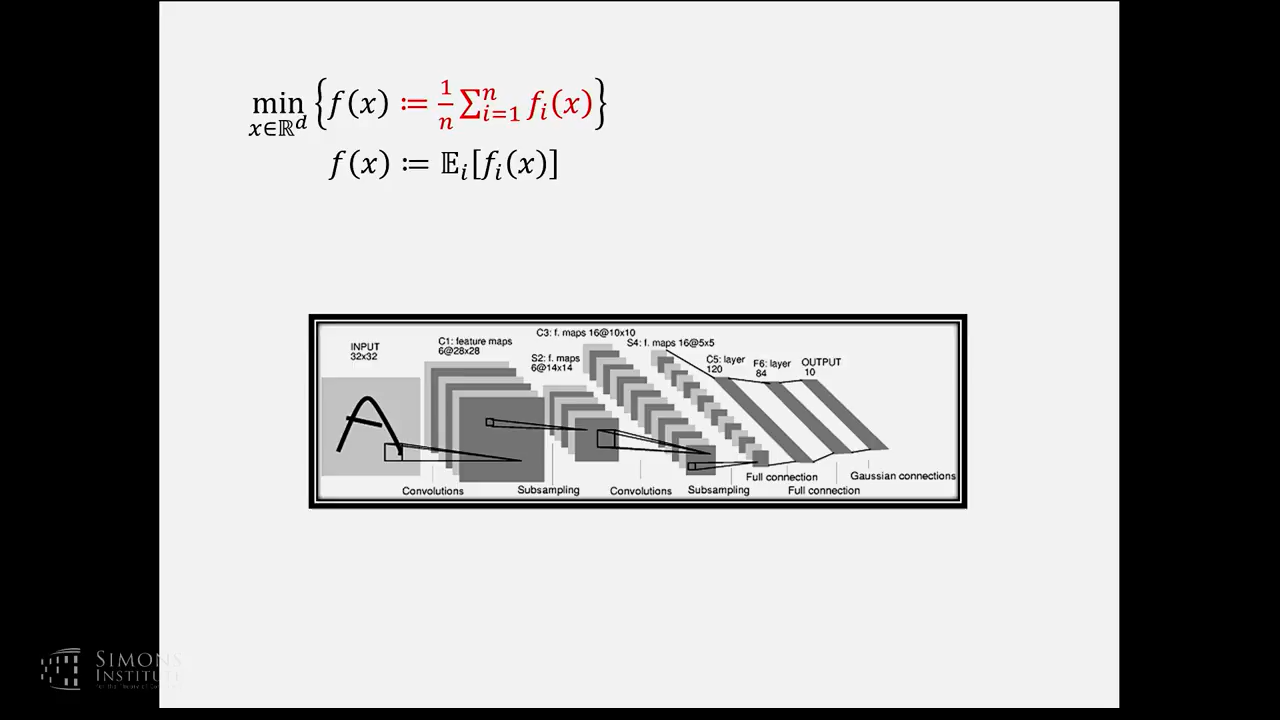 min_{x∈ℝ^d} {f(x) ≔ 1/n ∑_{i=1}^n f_i(x)}
f(x) ≔ 𝔼_i[f_i(x)]
INPUT
32x32
C1: feature maps
6@28x28
S2: f. maps
6@14x14
C3: f. maps 16@10x10
S4: f. maps 16@5x5
C5: layer
120
F6: layer
84
OUTPUT
10
Convolutions
Subsampling
Convolutions
Subsampling
Full connection
Full connection
Gaussian connections
A
SIMONS
INSTITUTE